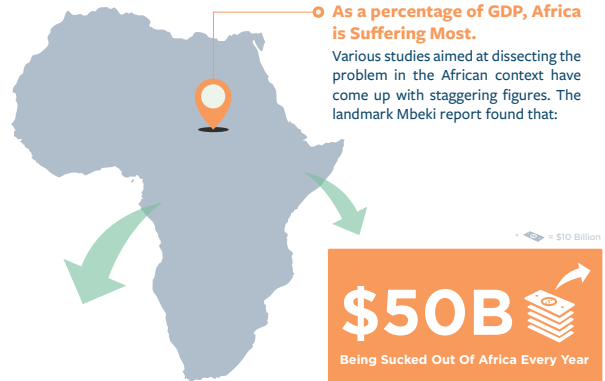 As a percentage of GDP, Africa
is Suffering Most.
Various studies aimed at dissecting the
problem in the African context have
come up with staggering figures. The
landmark Mbeki report found that:
* = $10 Billion
$50B
Being Sucked Out Of Africa Every Year